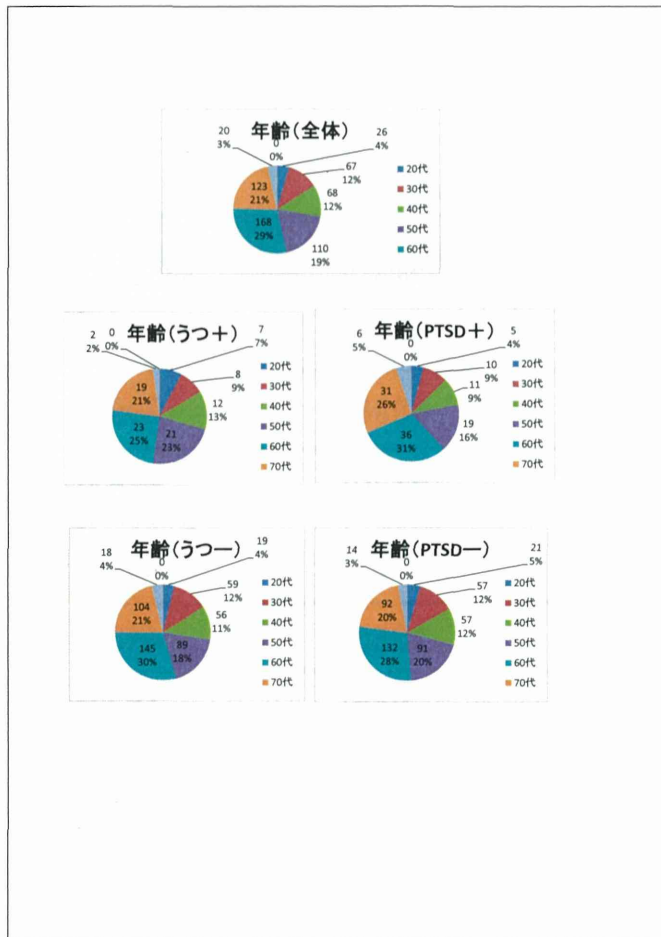 年齢(全体)
20
3%
0
0%
26
4%
67
12%
68
12%
110
19%
168
29%
123
21%
20代
30代
40代
50代
60代
年齢(うつ+)
2
2%
0
0%
7
7%
8
9%
12
13%
21
23%
23
25%
19
21%
20代
30代
40代
50代
60代
70代
年齢(PTSD+)
6
5%
0
0%
5
4%
10
9%
11
9%
19
16%
36
31%
31
26%
20代
30代
40代
50代
60代
70代
年齢(うつー)
18
4%
0
0%
19
4%
59
12%
56
11%
89
18%
145
30%
104
21%
20代
30代
40代
50代
60代
70代
年齢(PTSDー)
14
3%
0
0%
21
5%
57
12%
57
12%
91
20%
132
28%
92
20%
20代
30代
40代
50代
60代
70代